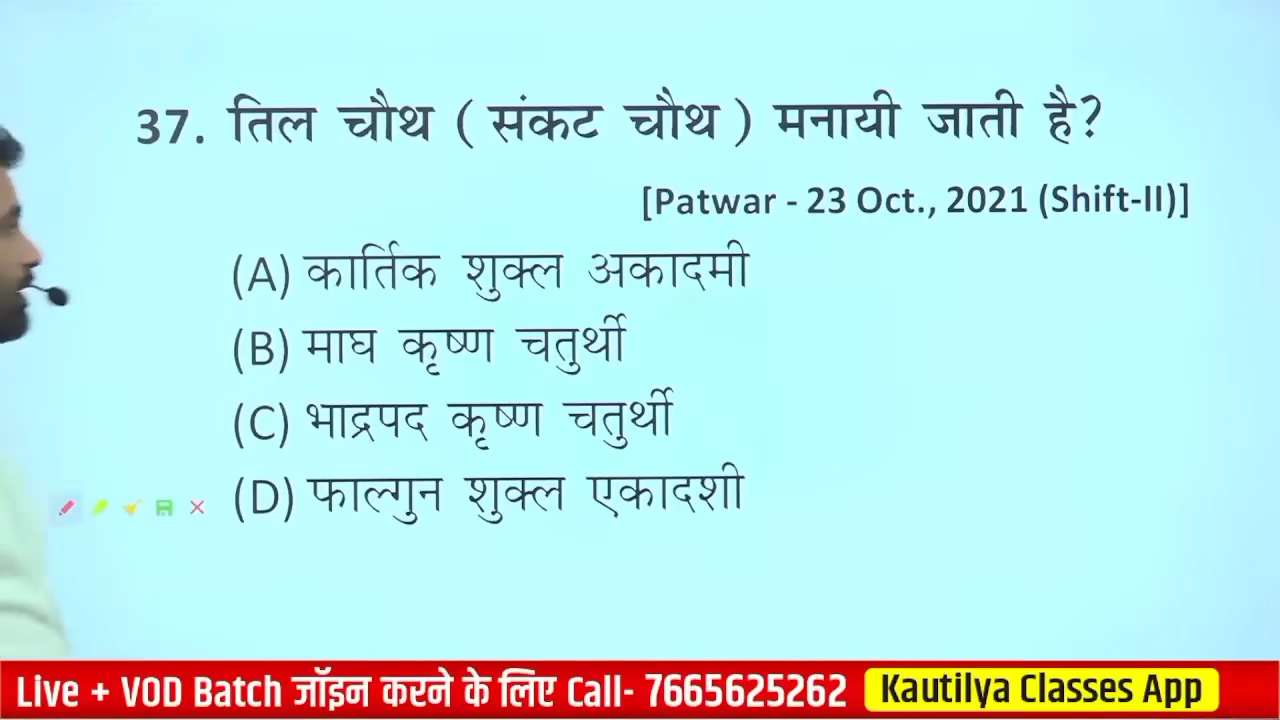 37. तिल चौथ ( संकट चौथ ) मनायी जाती है?
[Patwar - 23 Oct., 2021 (Shift-II)]
(A) कार्तिक शुक्ल अकादमी
(B) माघ कृष्ण चतुर्थी
(C) भाद्रपद कृष्ण चतुर्थी
(D) फाल्गुन शुक्ल एकादशी
Live + VOD Batch जॉइन करने के लिए Call- 7665625262 Kautilya Classes App